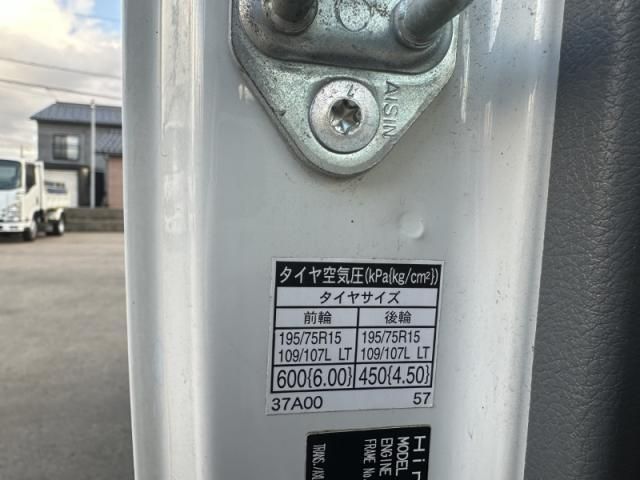 AISIN
タイヤ空気圧(kPa{kg/cm²})
タイヤサイズ
前輪 後輪
195/75R15 195/75R15
109/107L LT 109/107L LT
600{6.00} 450{4.50}
37A00 57
MODEL
ENGINE
FRAME No.